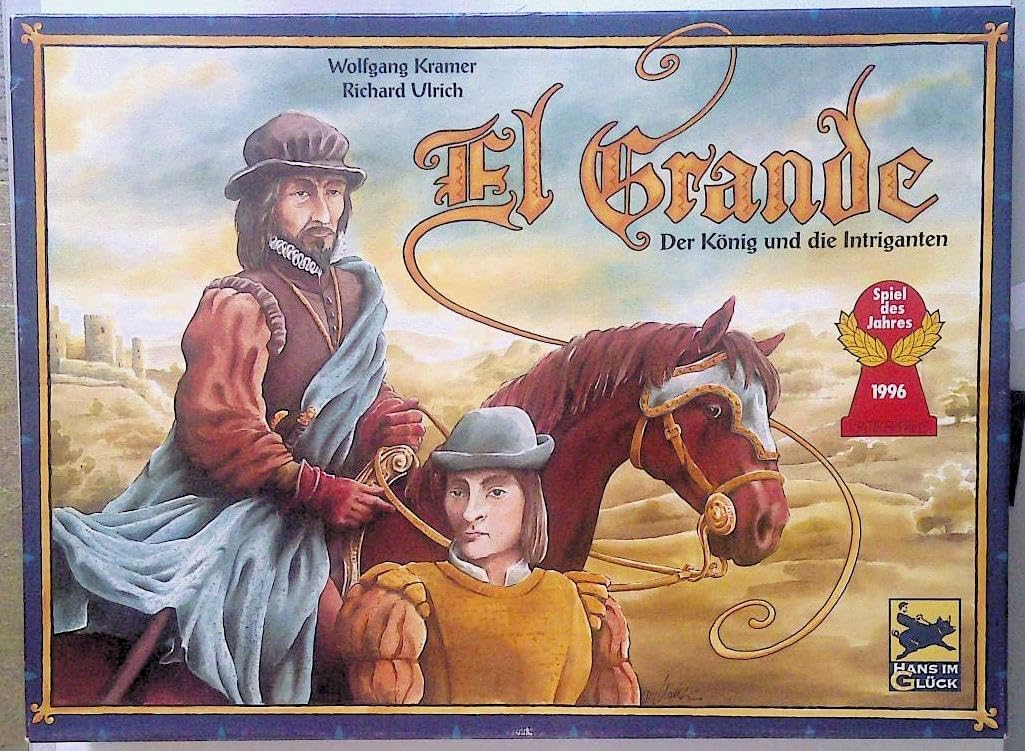 Wolfgang Kramer
Richard Ulrich
El Grande
Der König und die Intriganten
Spiel
des
Jahres
1996
HANS IM
GLÜCK